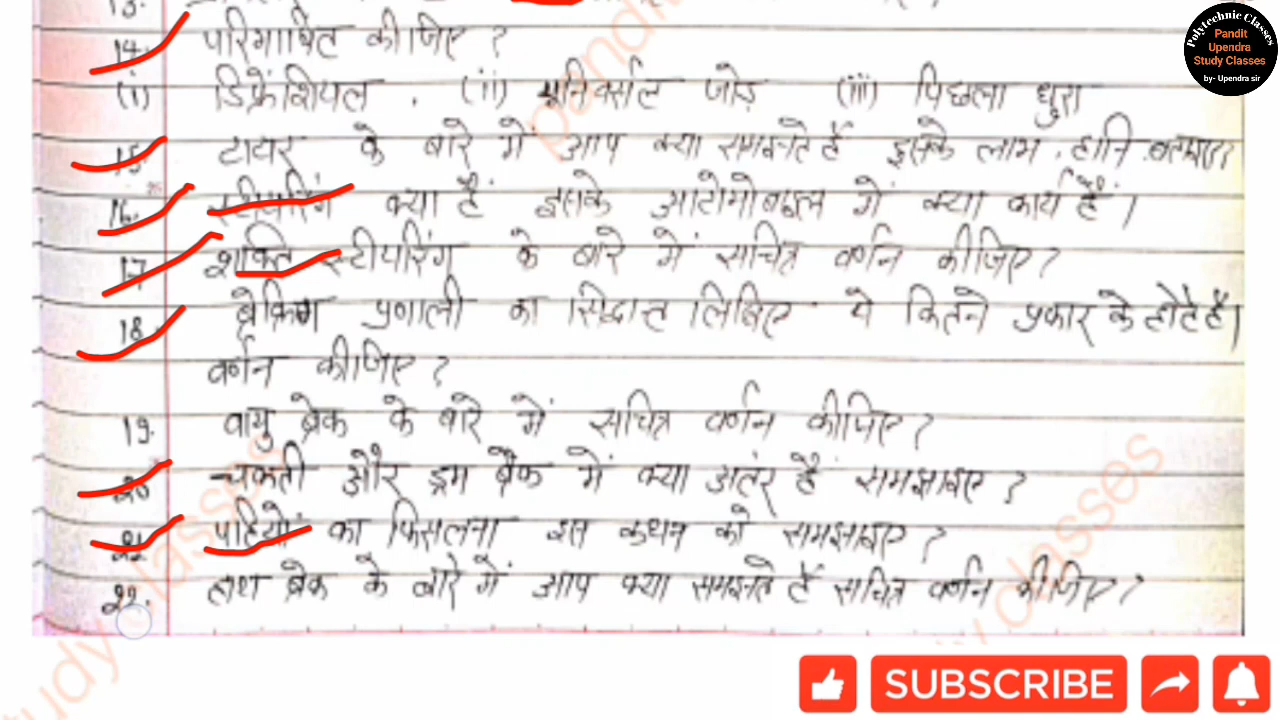 13.
14. परिभाषित कीजिए ?
(i) डिफ्रेंशियल . (ii) यूनिवर्सल जोड़ (iii) पिछला धुरा
15. टायर के बारे में आप क्या समझते हैं इसके लाभ . हानि बताइए?
16. स्टीयरिंग क्या हैं इसके आटोमोबाइल में क्या कार्य हैं।
17. शक्ति स्टीयरिंग के बारे में सचित्र वर्णन कीजिए?
18. ब्रेकिंग प्रणाली का सिद्धान्त लिखिए ये कितने प्रकार के होते है।
वर्णन कीजिए ?
19. वायु ब्रेक के बारे में सचित्र वर्णन कीजिए ?
20 चकती और ड्रम ब्रेक में क्या अतंर हैं समझाइए ?
21. पहियों का फिसलना इस कथन को समझाइए ?
22. हाथ ब्रेक के बारे में आप क्या समझते हैं सचित्र वर्णन कीजिए?
Polytechnic Classes
Pandit
Upendra
Study Classes
by- Upendra sir
SUBSCRIBE